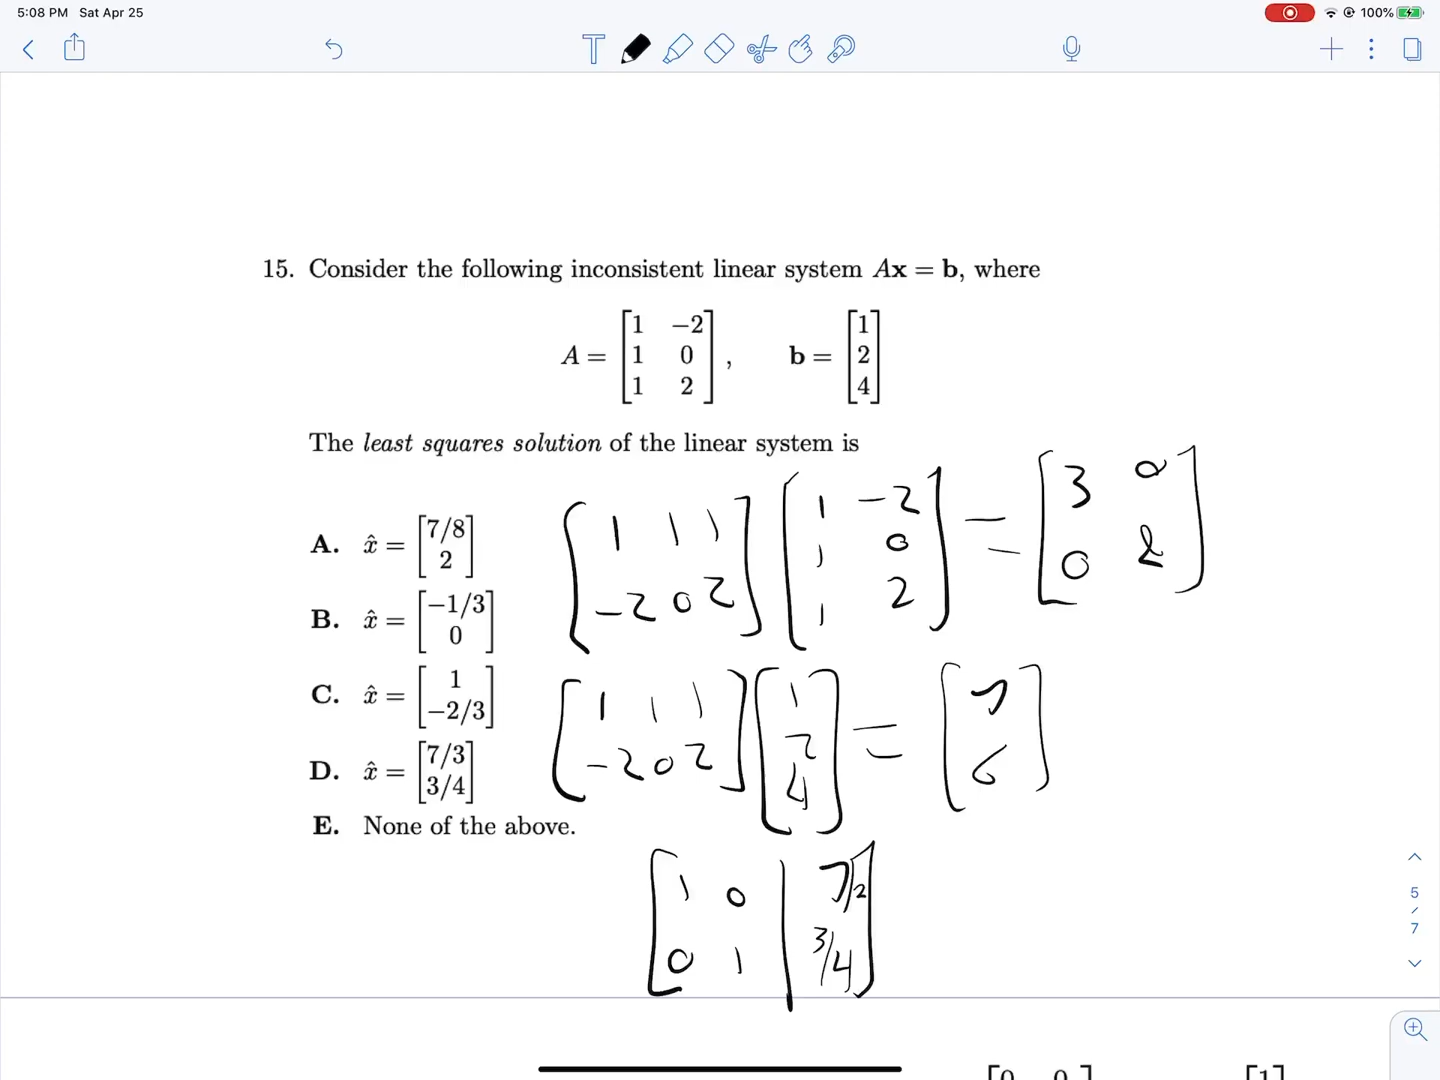 5:08 PM Sat Apr 25
100%
T
15. Consider the following inconsistent linear system Ax = b, where
A = [1 −2
1 0
1 2], b = [1
2
4]
The least squares solution of the linear system is
A. x̂ = [7/8
2]
B. x̂ = [−1/3
0]
C. x̂ = [1
−2/3]
D. x̂ = [7/3
3/4]
E. None of the above.
[1 1 1
−2 0 2] [1 −2
1 0
1 2] = [3 0
0 8]
[1 1 1
−2 0 2] [1
2
4] = [7
6]
[1 0 | 7/2
0 1 | 3/4]
5
/
7
[0 0] [1]